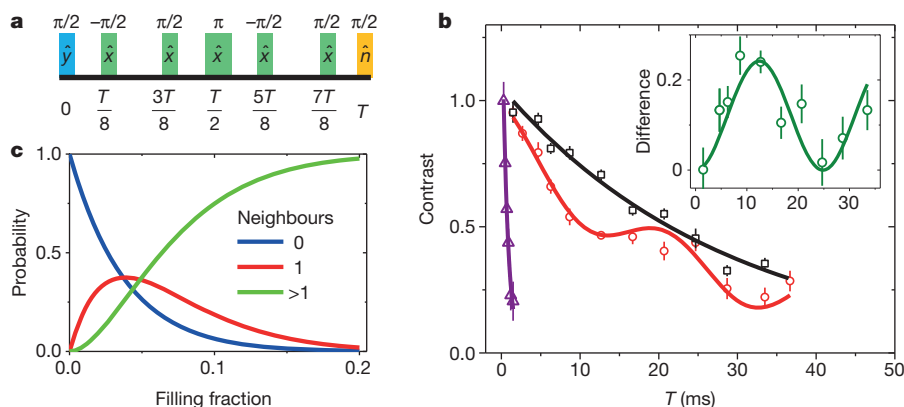 a
π/2 −π/2 π/2 π −π/2 π/2 π/2
ŷ x̂ x̂ x̂ x̂ x̂ n̂
0 T/8 3T/8 T/2 5T/8 7T/8 T
c
1.0
0.5
0.0
Probability
Neighbours
0
1
>1
0.0 0.1 0.2
Filling fraction
b
1.0
0.5
0.0
Contrast
0 10 20 30 40 50
T (ms)
0.2
0
Difference
0 10 20 30